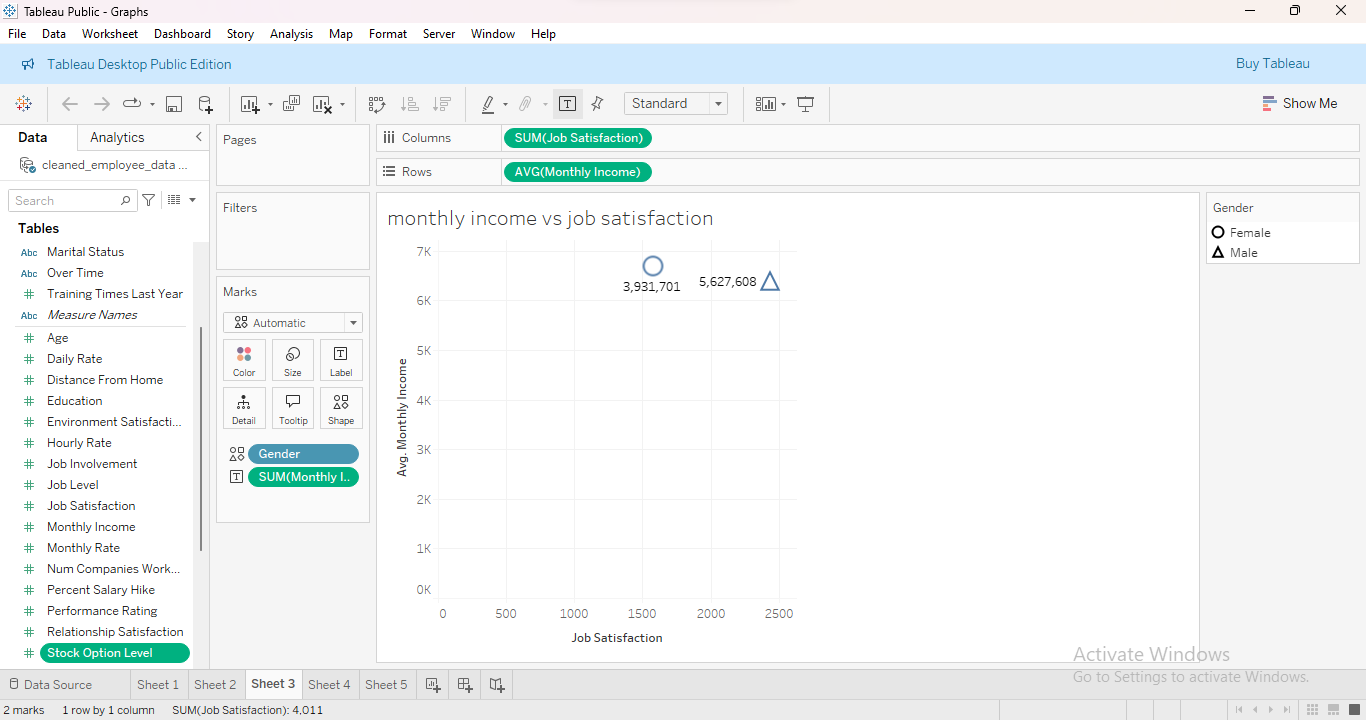 Tableau Public - Graphs
File Data Worksheet Dashboard Story Analysis Map Format Server Window Help
Tableau Desktop Public Edition Buy Tableau
Standard Show Me
Data Analytics
cleaned_employee_data ...
Search
Tables
Abc Marital Status
Abc Over Time
# Training Times Last Year
Abc Measure Names
# Age
# Daily Rate
# Distance From Home
# Education
# Environment Satisfacti...
# Hourly Rate
# Job Involvement
# Job Level
# Job Satisfaction
# Monthly Income
# Monthly Rate
# Num Companies Work...
# Percent Salary Hike
# Performance Rating
# Relationship Satisfaction
# Stock Option Level
Pages
Filters
Marks
Automatic
Color Size Label
Detail Tooltip Shape
Gender
SUM(Monthly I..
Columns SUM(Job Satisfaction)
Rows AVG(Monthly Income)
monthly income vs job satisfaction
7K
6K
5K
4K
3K
2K
1K
0K
Avg. Monthly Income
3,931,701
5,627,608
0 500 1000 1500 2000 2500
Job Satisfaction
Gender
Female
Male
Activate Windows
Go to Settings to activate Windows.
Data Source Sheet 1 Sheet 2 Sheet 3 Sheet 4 Sheet 5
2 marks 1 row by 1 column SUM(Job Satisfaction): 4,011